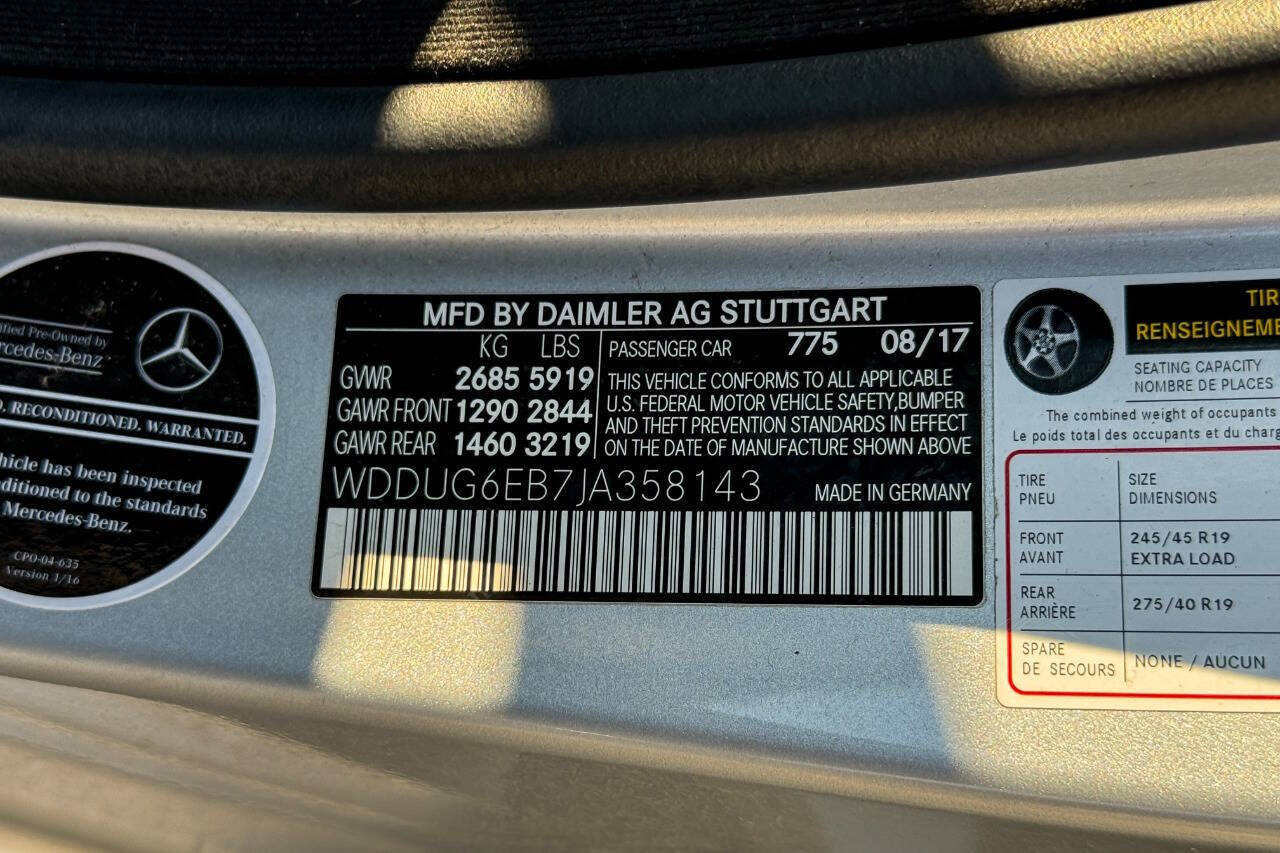 Pre-Owned by
Mercedes-Benz
RECONDITIONED. WARRANTED.
has been inspected
to the standards
Mercedes-Benz.
CPO-04-635
Version 1/16
MFD BY DAIMLER AG STUTTGART
KG LBS
GVWR 2685 5919
GAWR FRONT 1290 2844
GAWR REAR 1460 3219
PASSENGER CAR 775 08/17
THIS VEHICLE CONFORMS TO ALL APPLICABLE
U.S. FEDERAL MOTOR VEHICLE SAFETY,BUMPER
AND THEFT PREVENTION STANDARDS IN EFFECT
ON THE DATE OF MANUFACTURE SHOWN ABOVE
WDDUG6EB7JA358143 MADE IN GERMANY
SEATING CAPACITY
NOMBRE DE PLACES
The combined weight of occupants
Le poids total des occupants et du
TIRE SIZE
PNEU DIMENSIONS
FRONT 245/45 R19
AVANT EXTRA LOAD
REAR
ARRIÈRE 275/40 R19
SPARE
DE SECOURS NONE / AUCUN